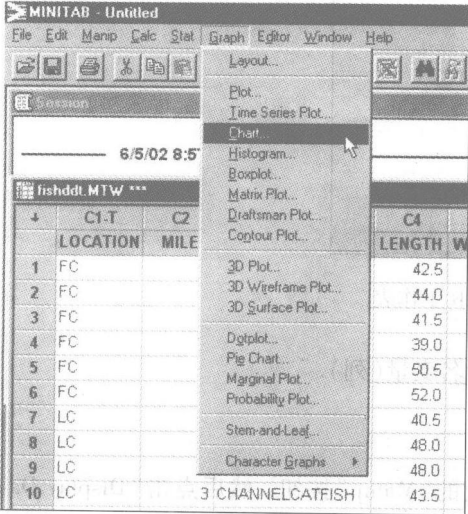 MINITAB - Untitled
File Edit Manip Calc Stat Graph Editor Window Help
Layout...
Plot...
Time Series Plot...
Chart...
Histogram...
Boxplot...
Matrix Plot...
Draftsman Plot...
Contour Plot...
3D Plot...
3D Wireframe Plot...
3D Surface Plot...
Dotplot...
Pie Chart...
Marginal Plot...
Probability Plot...
Stem-and-Leaf...
Character Graphs
Session
6/5/02 8:5
fishddt.MTW ***
C1-T C2 C4
LOCATION MILE LENGTH W
1 FC 42.5
2 FC 44.0
3 FC 41.5
4 FC 39.0
5 FC 50.5
6 FC 52.0
7 LC 40.5
8 LC 48.0
9 LC 48.0
10 LC 3 CHANNELCATFISH 43.5